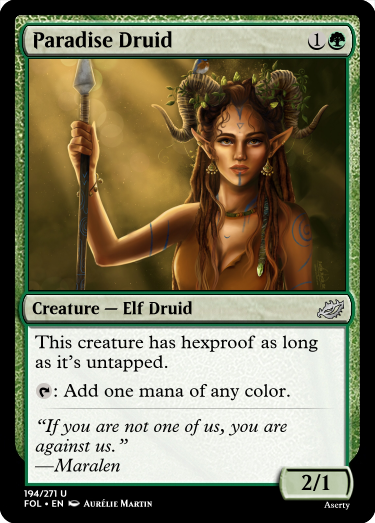 Paradise Druid 1
Creature — Elf Druid
This creature has hexproof as long
as it's untapped.
: Add one mana of any color.
“If you are not one of us, you are
against us.”
—Maralen
2/1
194/271 U
FOL • EN Aurélie Martin
Aserty